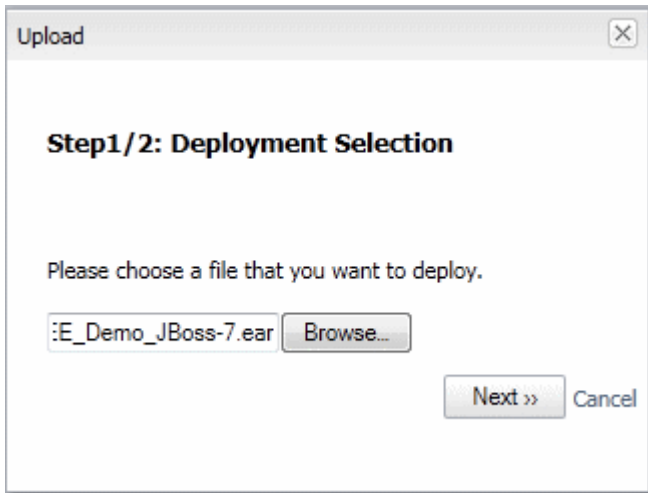 Upload
Step1/2: Deployment Selection
Please choose a file that you want to deploy.
E_Demo_JBoss-7.ear Browse...
Next ›› Cancel